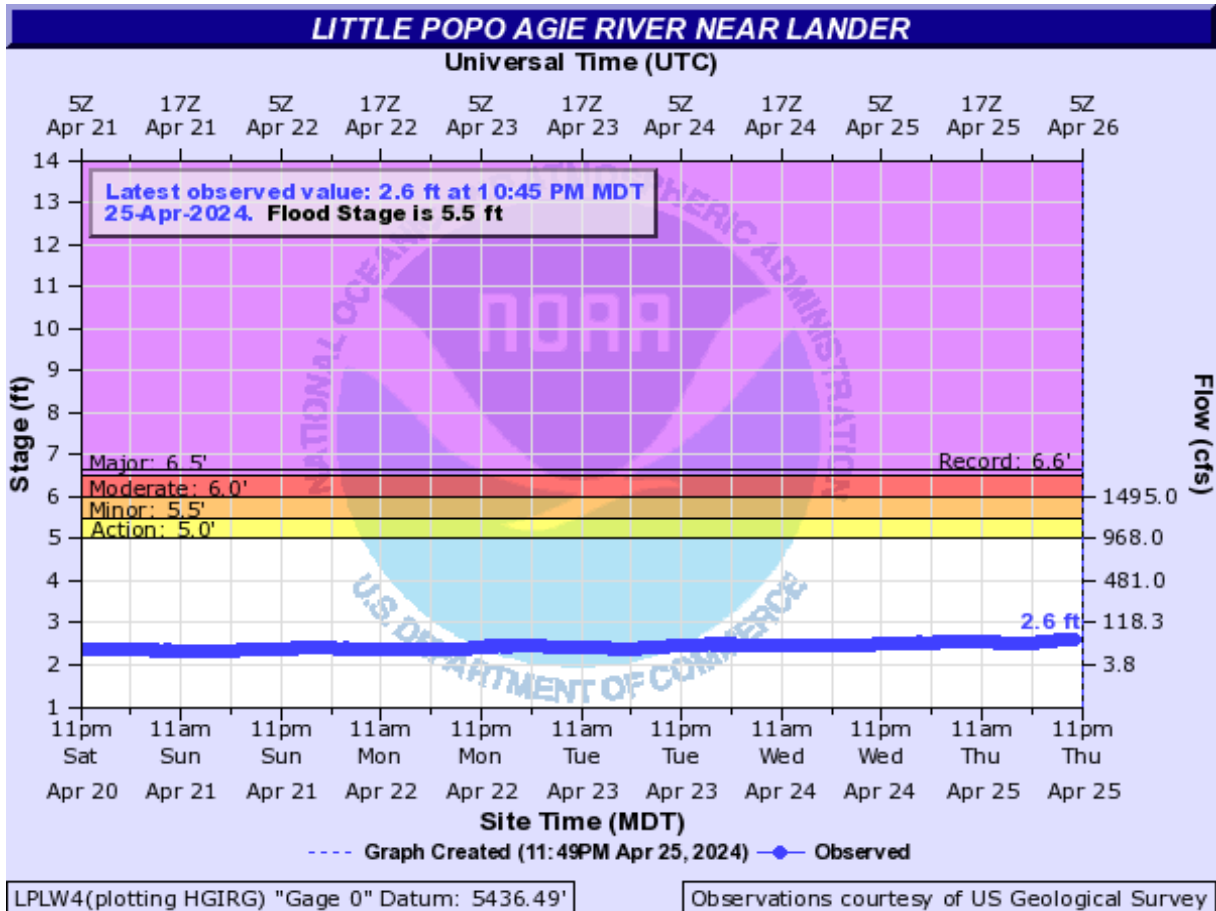 LITTLE POPO AGIE RIVER NEAR LANDER
Universal Time (UTC)
5Z 17Z 5Z 17Z 5Z 17Z 5Z 17Z 5Z 17Z 5Z
Apr 21 Apr 21 Apr 22 Apr 22 Apr 23 Apr 23 Apr 24 Apr 24 Apr 25 Apr 25 Apr 26
Latest observed value: 2.6 ft at 10:45 PM MDT
25-Apr-2024. Flood Stage is 5.5 ft
Stage (ft)
14
13
12
11
10
9
8
7
6
5
4
3
2
1
NATIONAL OCEANIC AND ATMOSPHERIC ADMINISTRATION
NOAA
U.S. DEPARTMENT OF COMMERCE
Major: 6.5'
Record: 6.6'
Moderate: 6.0'
Minor: 5.5'
Action: 5.0'
2.6 ft
Flow (cfs)
1495.0
968.0
481.0
118.3
3.8
11pm 11am 11pm 11am 11pm 11am 11pm 11am 11pm 11am 11pm
Sat Sun Sun Mon Mon Tue Tue Wed Wed Thu Thu
Apr 20 Apr 21 Apr 21 Apr 22 Apr 22 Apr 23 Apr 23 Apr 24 Apr 24 Apr 25 Apr 25
Site Time (MDT)
Graph Created (11:49PM Apr 25, 2024) Observed
LPLW4(plotting HGIRG) "Gage 0" Datum: 5436.49'
Observations courtesy of US Geological Survey